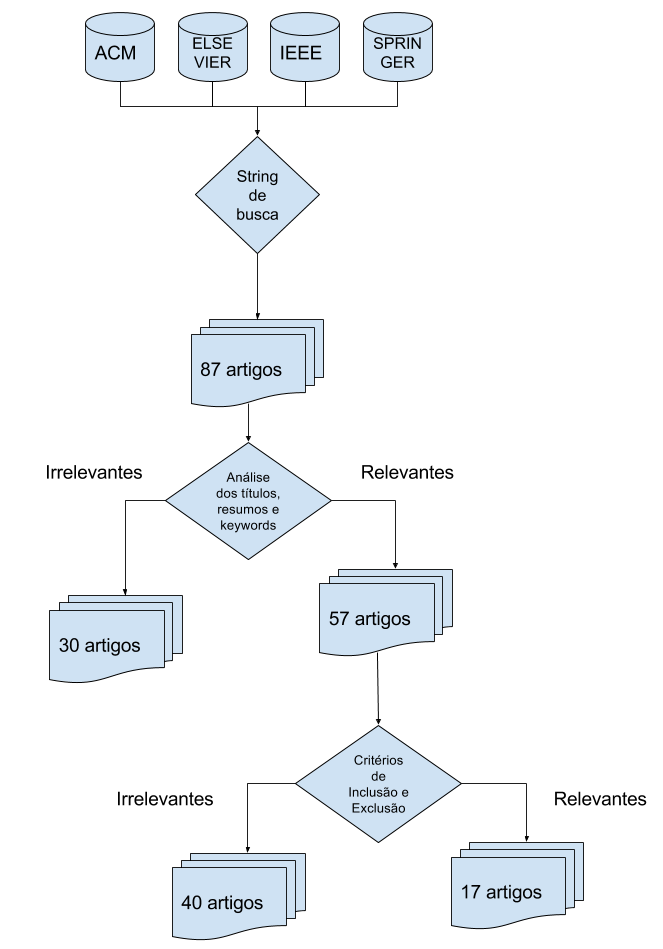 ACM
ELSE
VIER
IEEE
SPRIN
GER
String
de
busca
87 artigos
Irrelevantes
Análise
dos títulos,
resumos e
keywords
Relevantes
30 artigos
57 artigos
Critérios
de
Inclusão e
Exclusão
Irrelevantes
Relevantes
40 artigos
17 artigos